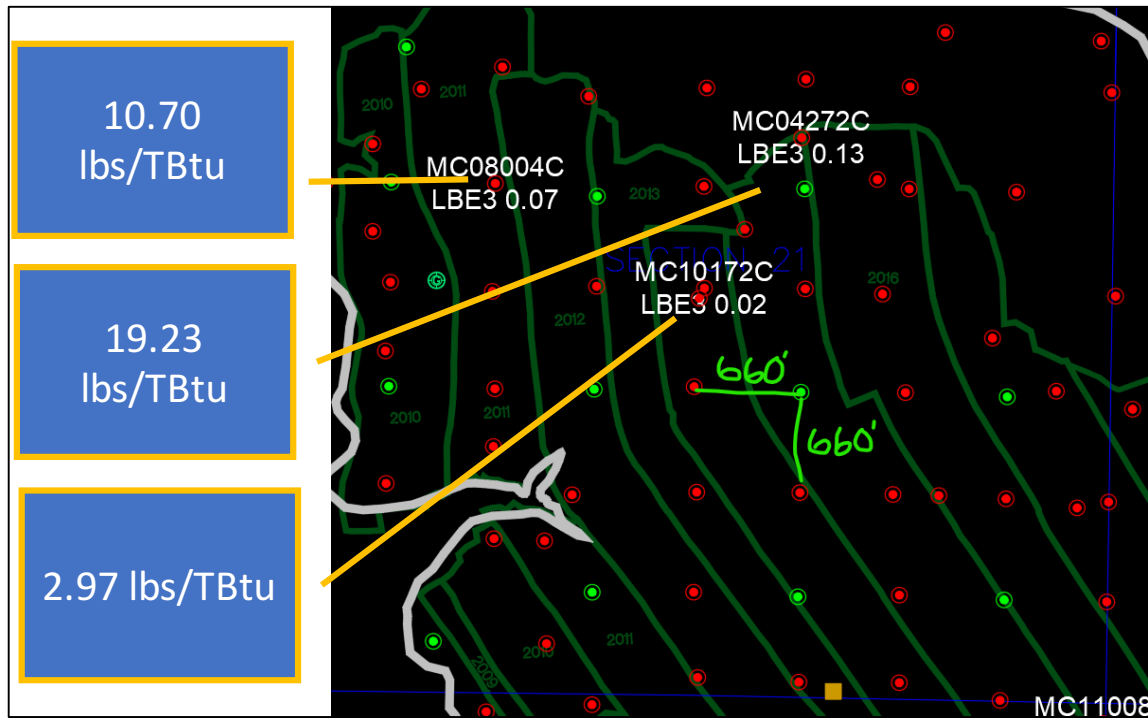 10.70
lbs/TBtu
19.23
lbs/TBtu
2.97 lbs/TBtu
2010
2011
MC08004C
LBE3 0.07
MC04272C
LBE3 0.13
2013
SECTION 21
MC10172C
LBE3 0.02
2016
G
2012
660'
660'
2010
2011
2009
2010
2011
MC11008